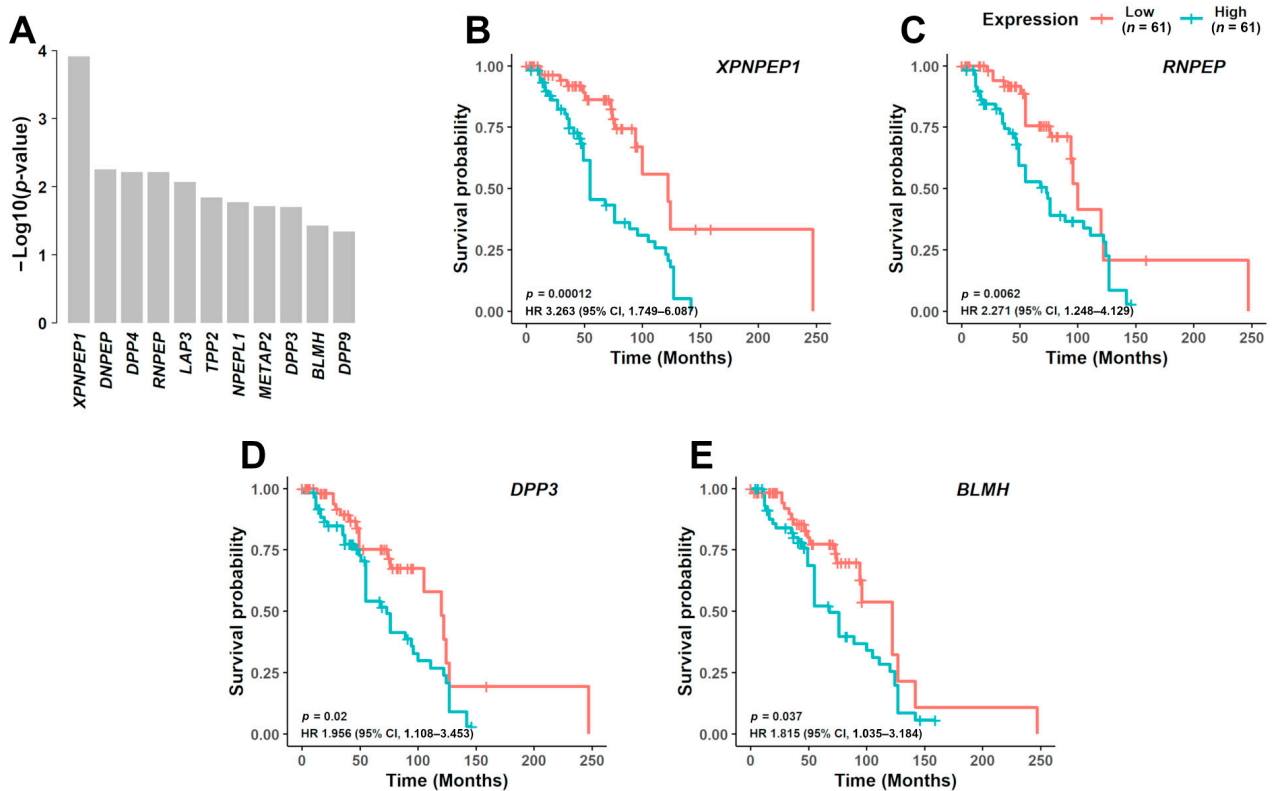 A
−Log10(p-value)
4
3
2
1
0
XPNPEP1
DNPEP
DPP4
RNPEP
LAP3
TPP2
NPEPL1
METAP2
DPP3
BLMH
DPP9
Expression
Low
(n = 61)
High
(n = 61)
B
XPNPEP1
Survival probability
1.00
0.75
0.50
0.25
0.00
p = 0.00012
HR 3.263 (95% CI, 1.749–6.087)
0 50 100 150 200 250
Time (Months)
C
RNPEP
Survival probability
1.00
0.75
0.50
0.25
0.00
p = 0.0062
HR 2.271 (95% CI, 1.248–4.129)
0 50 100 150 200 250
Time (Months)
D
DPP3
Survival probability
1.00
0.75
0.50
0.25
0.00
p = 0.02
HR 1.956 (95% CI, 1.108–3.453)
0 50 100 150 200 250
Time (Months)
E
BLMH
Survival probability
1.00
0.75
0.50
0.25
0.00
p = 0.037
HR 1.815 (95% CI, 1.035–3.184)
0 50 100 150 200 250
Time (Months)